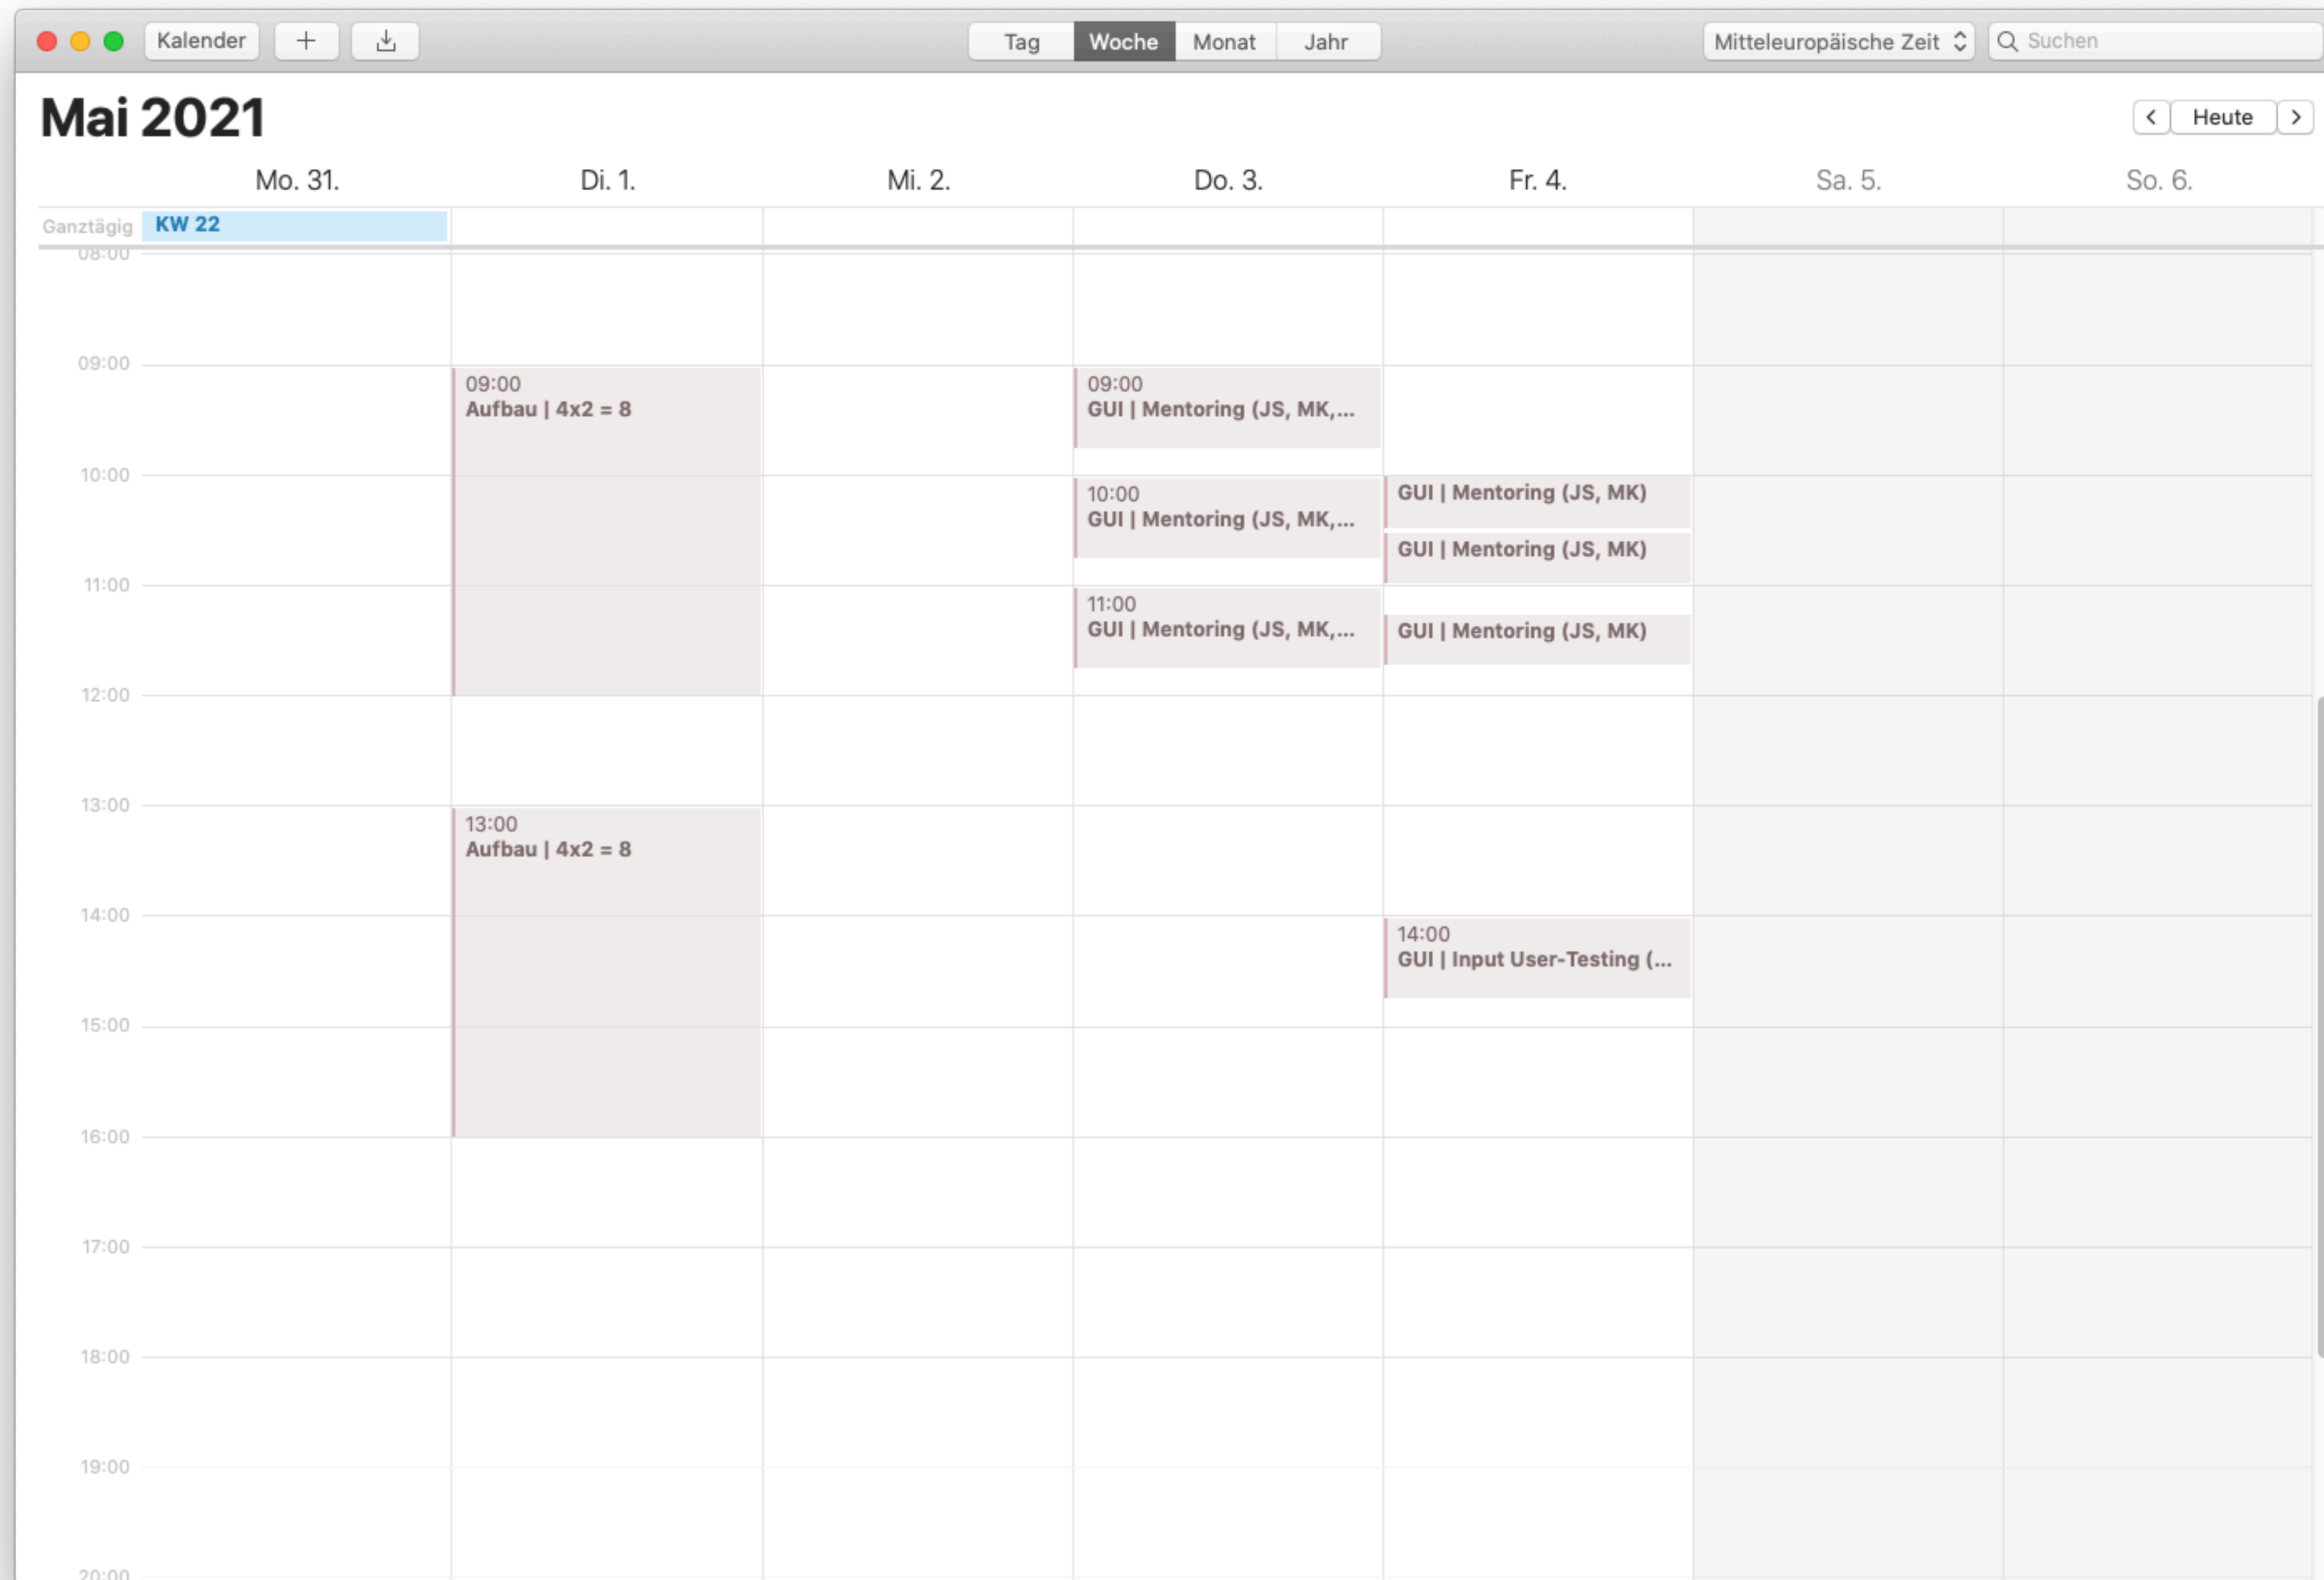 Kalender
Tag Woche Monat Jahr
Mitteleuropäische Zeit
Suchen
Mai 2021
Heute
Mo. 31. Di. 1. Mi. 2. Do. 3. Fr. 4. Sa. 5. So. 6.
Ganztägig KW 22
08:00
09:00
09:00
Aufbau | 4x2 = 8
09:00
GUI | Mentoring (JS, MK,...
10:00
10:00
GUI | Mentoring (JS, MK,...
GUI | Mentoring (JS, MK)
GUI | Mentoring (JS, MK)
11:00
11:00
GUI | Mentoring (JS, MK,...
GUI | Mentoring (JS, MK)
12:00
13:00
13:00
Aufbau | 4x2 = 8
14:00
14:00
GUI | Input User-Testing (...
15:00
16:00
17:00
18:00
19:00
20:00